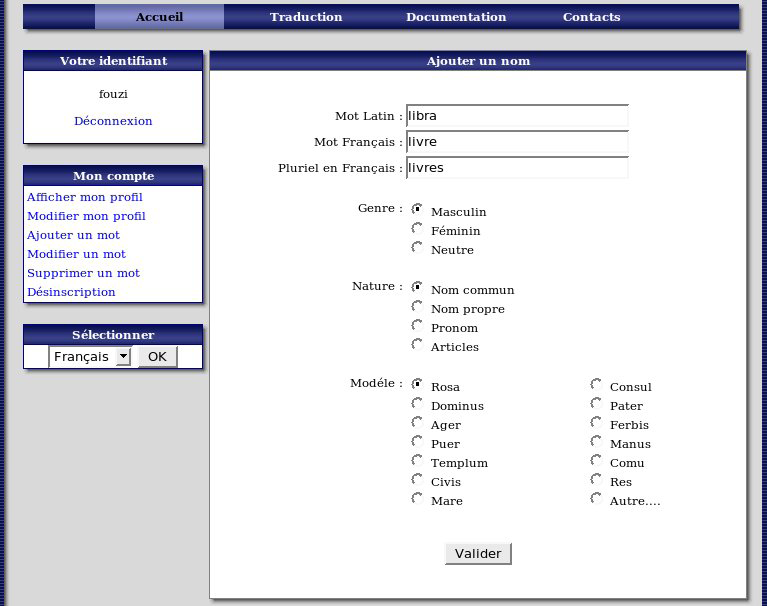 Accueil Traduction Documentation Contacts
Votre identifiant
fouzi
Déconnexion
Mon compte
Afficher mon profil
Modifier mon profil
Ajouter un mot
Modifier un mot
Supprimer un mot
Désinscription
Sélectionner
Français OK
Ajouter un nom
Mot Latin : libra
Mot Français : livre
Pluriel en Français : livres
Genre : Masculin
Féminin
Neutre
Nature : Nom commun
Nom propre
Pronom
Articles
Modéle : Rosa Consul
Dominus Pater
Ager Ferbis
Puer Manus
Templum Comu
Civis Res
Mare Autre....
Valider